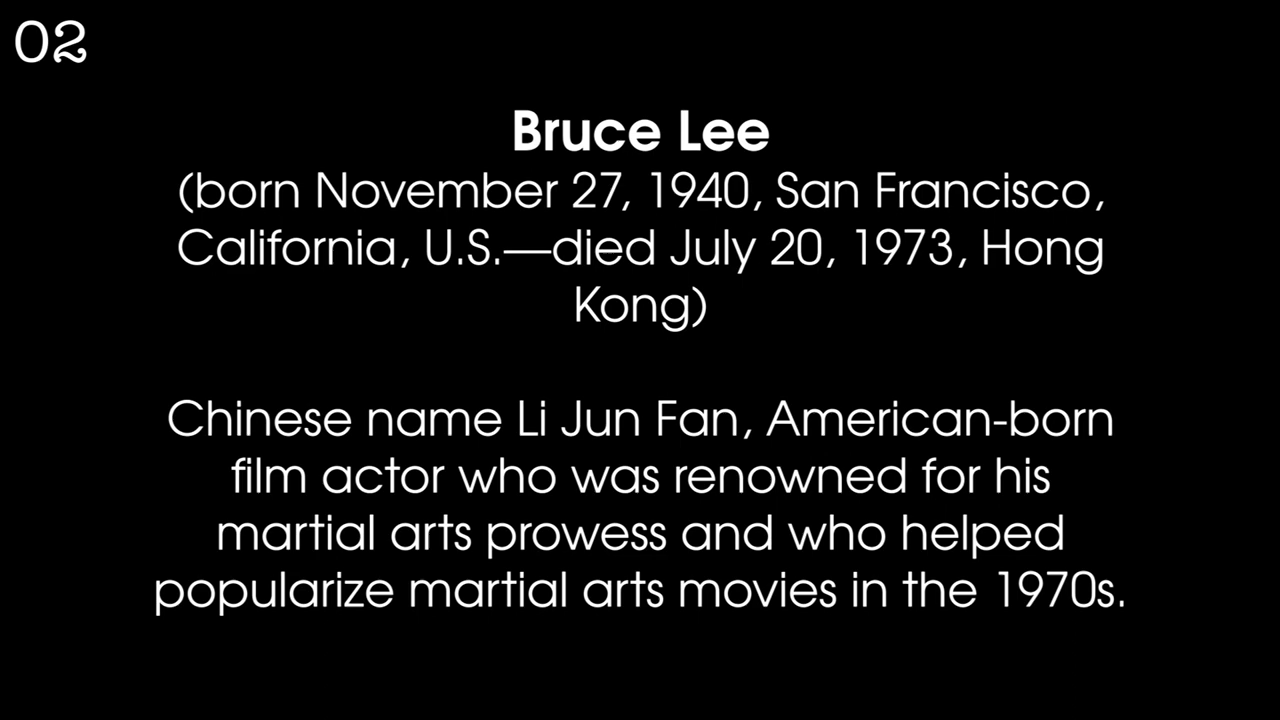 02
Bruce Lee
(born November 27, 1940, San Francisco,
California, U.S.—died July 20, 1973, Hong
Kong)
Chinese name Li Jun Fan, American-born
film actor who was renowned for his
martial arts prowess and who helped
popularize martial arts movies in the 1970s.